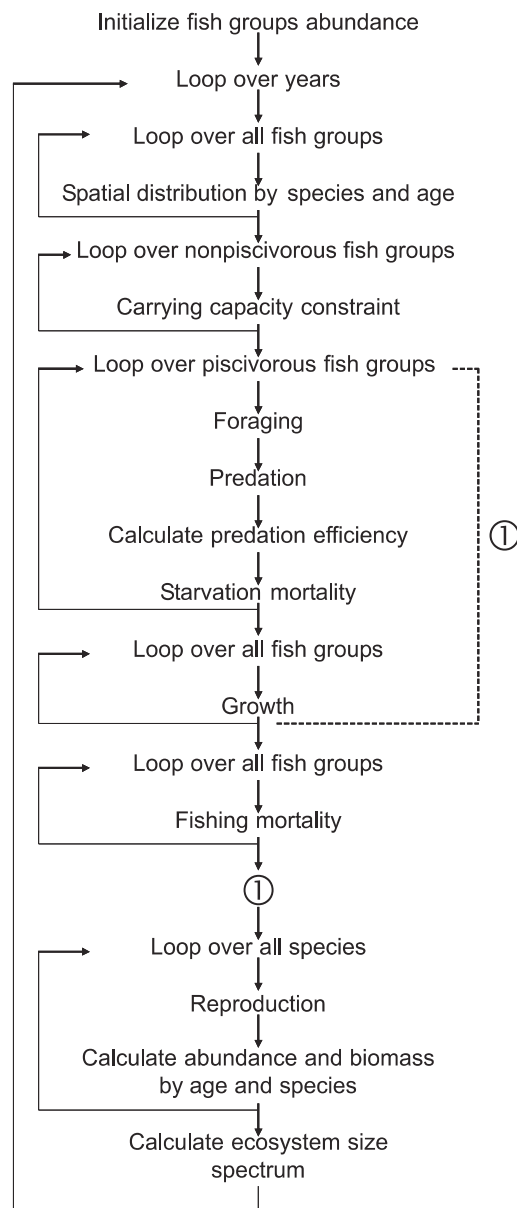 Initialize fish groups abundance
Loop over years
Loop over all fish groups
Spatial distribution by species and age
Loop over nonpiscivorous fish groups
Carrying capacity constraint
Loop over piscivorous fish groups
Foraging
Predation
①
Calculate predation efficiency
Starvation mortality
Loop over all fish groups
Growth
Loop over all fish groups
Fishing mortality
①
Loop over all species
Reproduction
Calculate abundance and biomass
by age and species
Calculate ecosystem size
spectrum